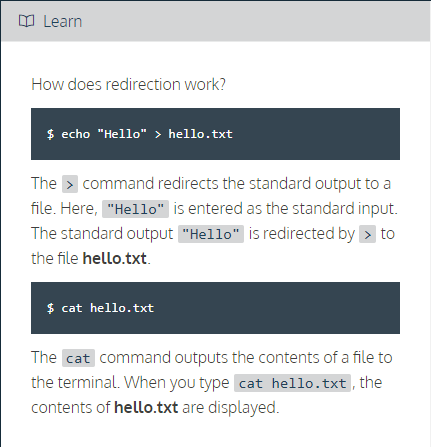 Learn
How does redirection work?
$ echo "Hello" > hello.txt
The > command redirects the standard output to a
file. Here, "Hello" is entered as the standard input.
The standard output "Hello" is redirected by > to
the file hello.txt.
$ cat hello.txt
The cat command outputs the contents of a file to
the terminal. When you type cat hello.txt, the
contents of hello.txt are displayed.